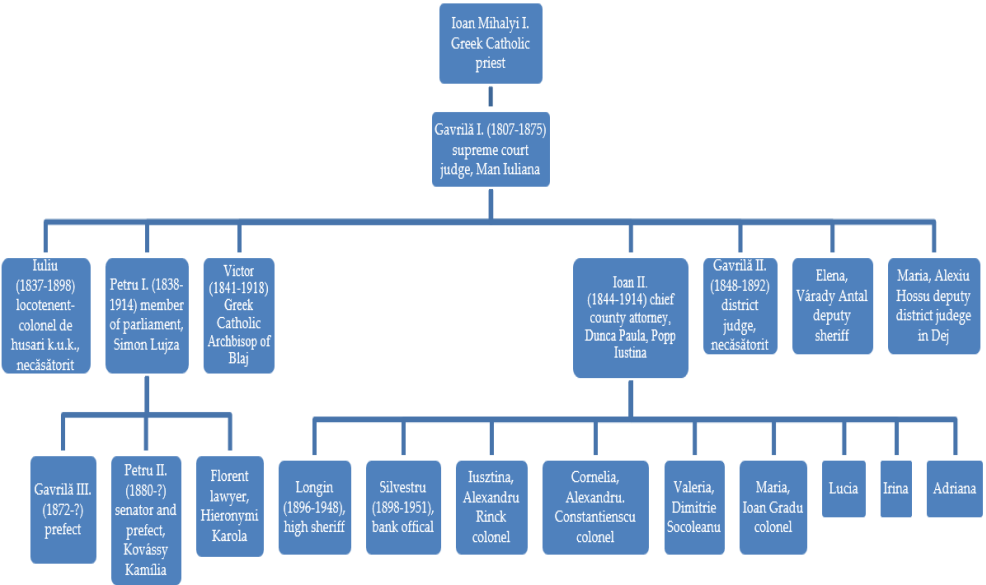 Ioan Mihalyi I.
Greek Catholic
priest
Gavrilă I. (1807-1875)
supreme court
judge, Man Iuliana
Iuliu
(1837-1898)
locotenent-
colonel de
husari k.u.k.,
necăsătorit
Petru I. (1838-
1914) member
of parliament,
Simon Lujza
Victor
(1841-1918)
Greek
Catholic
Archbisop of
Blaj
Ioan II.
(1844-1914) chief
county attorney,
Dunca Paula, Popp
Iustina
Gavrilă II.
(1848-1892)
district
judge,
necăsătorit
Elena,
Várady Antal
deputy
sheriff
Maria, Alexiu
Hossu deputy
district judege
in Dej
Gavrilă III.
(1872-?)
prefect
Petru II.
(1880-?)
senator and
prefect,
Kovássy
Kamília
Florent
lawyer,
Hieronymi
Karola
Longin
(1896-1948),
high sheriff
Silvestru
(1898-1951),
bank offical
Iusztina,
Alexandru
Rinck
colonel
Cornelia,
Alexandru.
Constantienscu
colonel
Valeria,
Dimitrie
Socoleanu
Maria,
Ioan Gradu
colonel
Lucia
Irina
Adriana